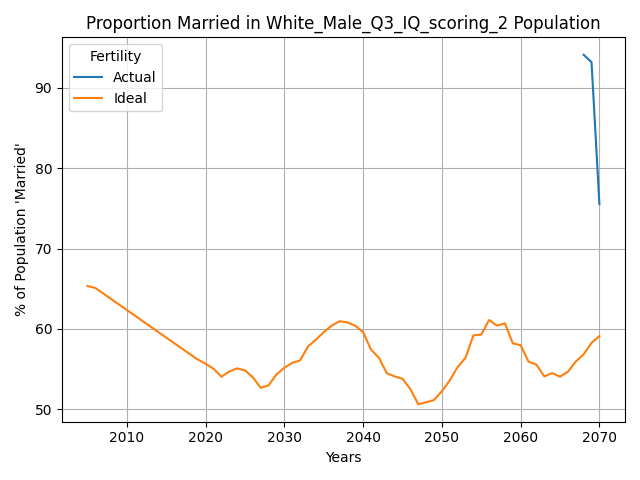 Proportion Married in White_Male_Q3_IQ_scoring_2 Population
Fertility
Actual
Ideal
% of Population 'Married'
90
80
70
60
50
2010 2020 2030 2040 2050 2060 2070
Years